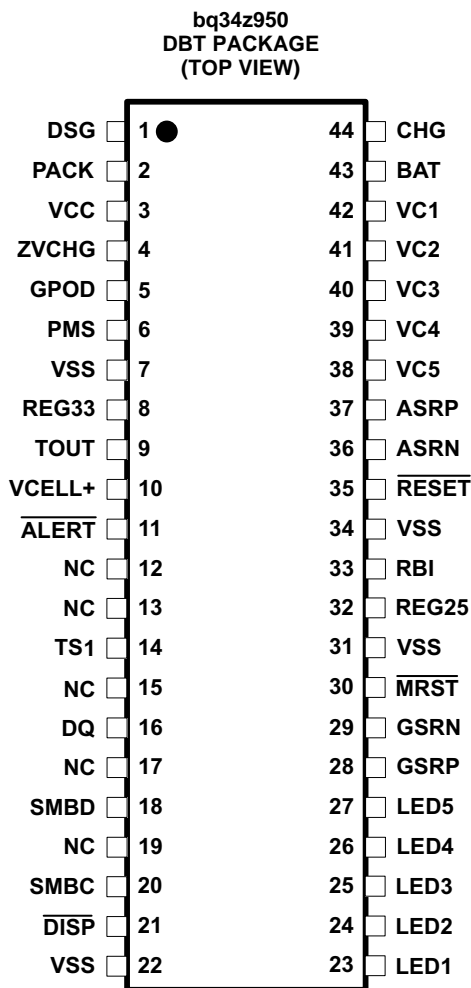 bq34z950
DBT PACKAGE
(TOP VIEW)
DSG 1 44 CHG
PACK 2 43 BAT
VCC 3 42 VC1
ZVCHG 4 41 VC2
GPOD 5 40 VC3
PMS 6 39 VC4
VSS 7 38 VC5
REG33 8 37 ASRP
TOUT 9 36 ASRN
VCELL+ 10 35 R̅E̅S̅E̅T̅
A̅L̅E̅R̅T̅ 11 34 VSS
NC 12 33 RBI
NC 13 32 REG25
TS1 14 31 VSS
NC 15 30 M̅R̅S̅T̅
DQ 16 29 GSRN
NC 17 28 GSRP
SMBD 18 27 LED5
NC 19 26 LED4
SMBC 20 25 LED3
D̅I̅S̅P̅ 21 24 LED2
VSS 22 23 LED1